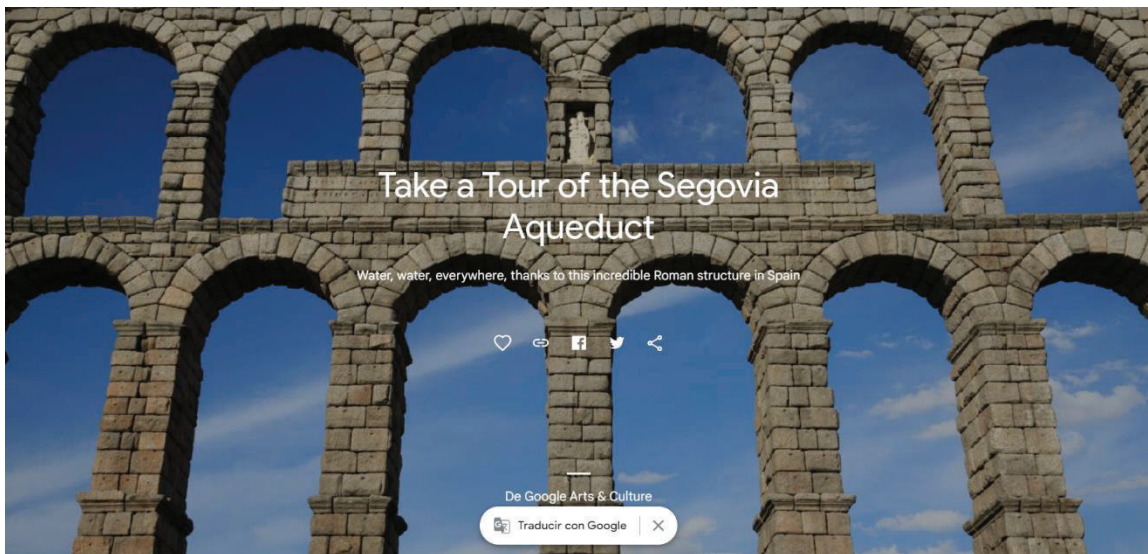 Take a Tour of the Segovia
Aqueduct
Water, water, everywhere, thanks to this incredible Roman structure in Spain
De Google Arts & Culture
Traducir con Google